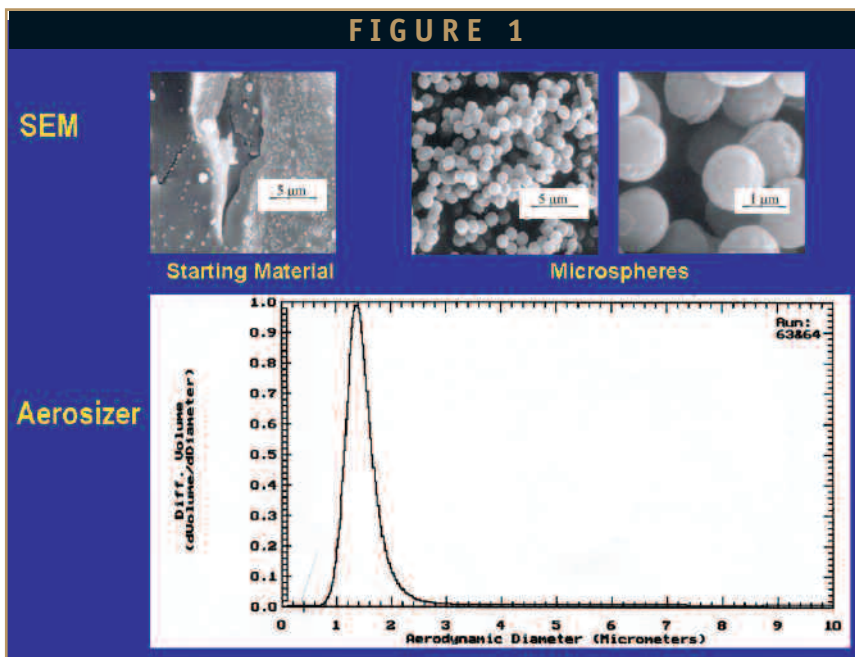 FIGURE 1
SEM
5 µm
5 µm
1 µm
Starting Material
Microspheres
Aerosizer
Diff. Volume
(dVolume/dDiameter)
1.0
0.9
0.8
0.7
0.6
0.5
0.4
0.3
0.2
0.1
0.0
Run:
63&64
0 1 2 3 4 5 6 7 8 9 10
Aerodynamic Diameter (Micrometers)